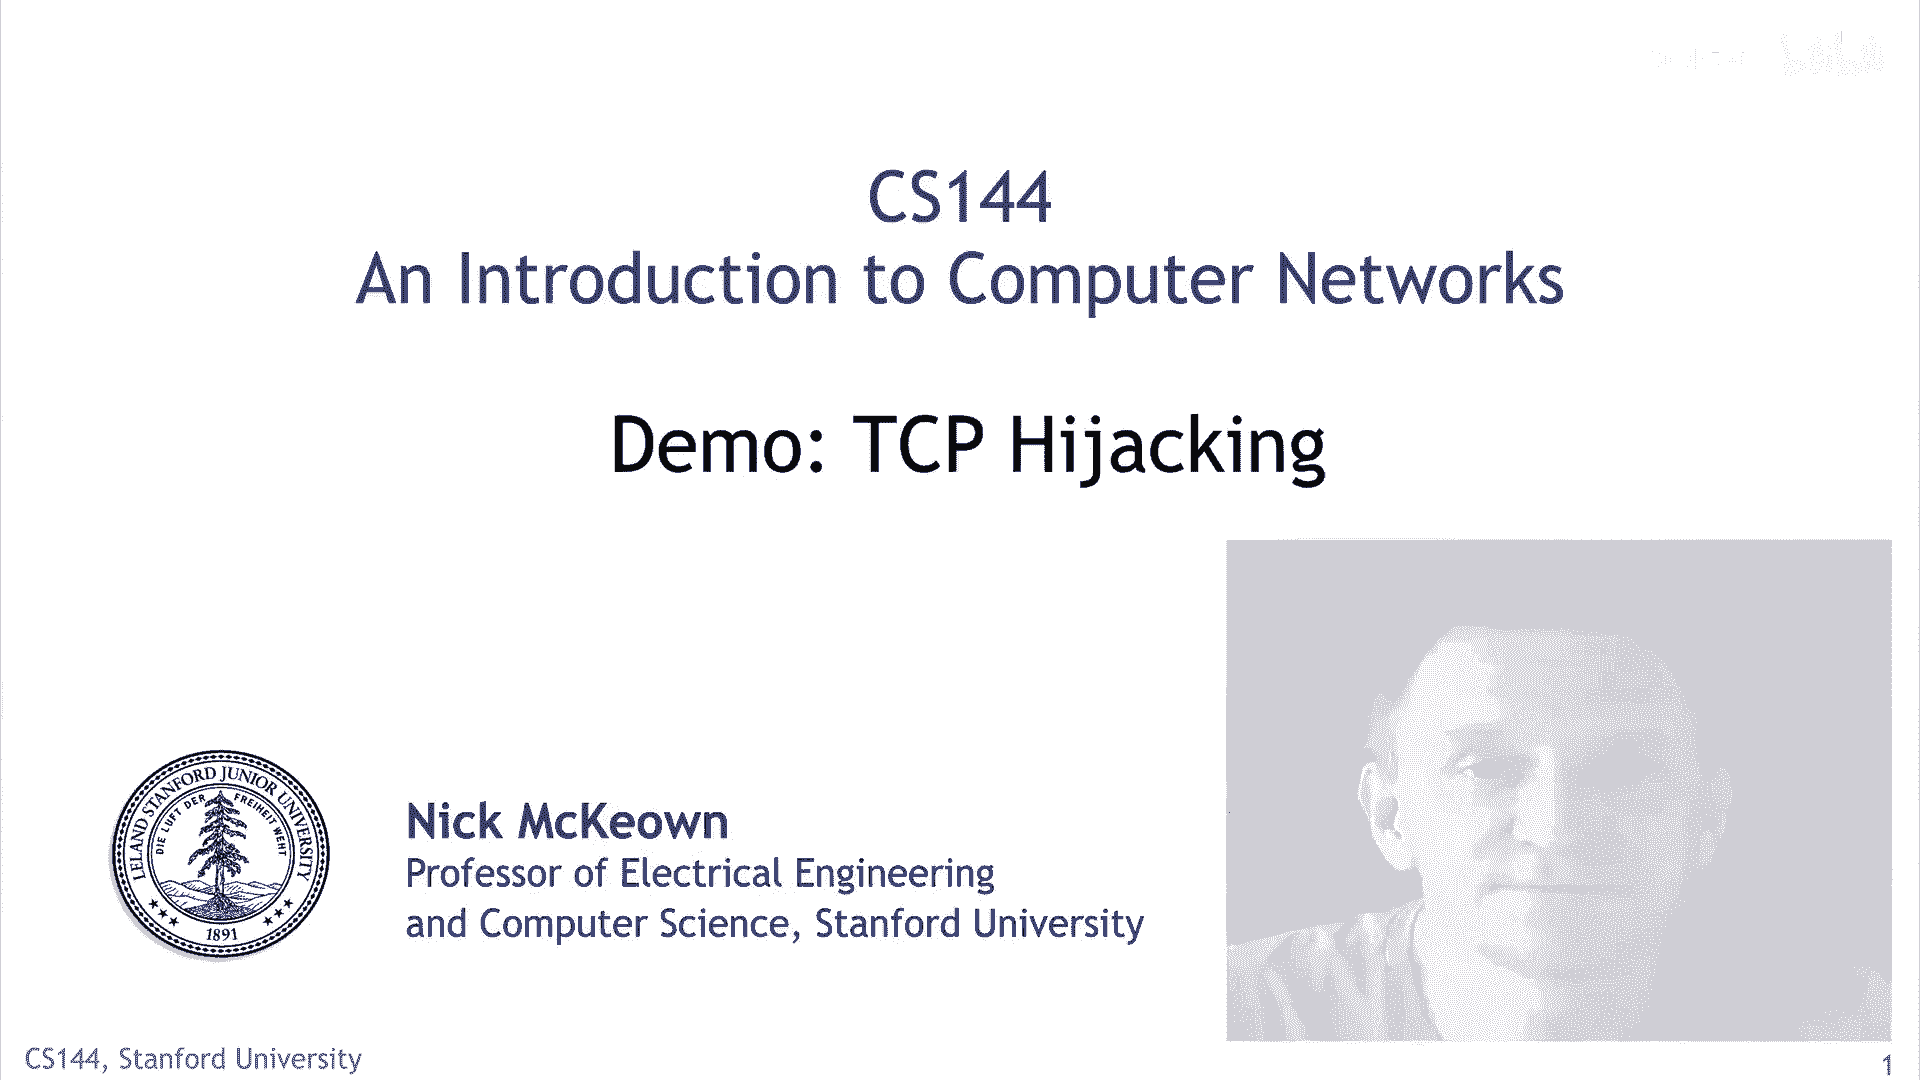 CS144
An Introduction to Computer Networks
Demo: TCP Hijacking
LELAND STANFORD JUNIOR UNIVERSITY
DIE LUFT DER FREIHEIT WEHT
1891
Nick McKeown
Professor of Electrical Engineering
and Computer Science, Stanford University
CS144, Stanford University
1